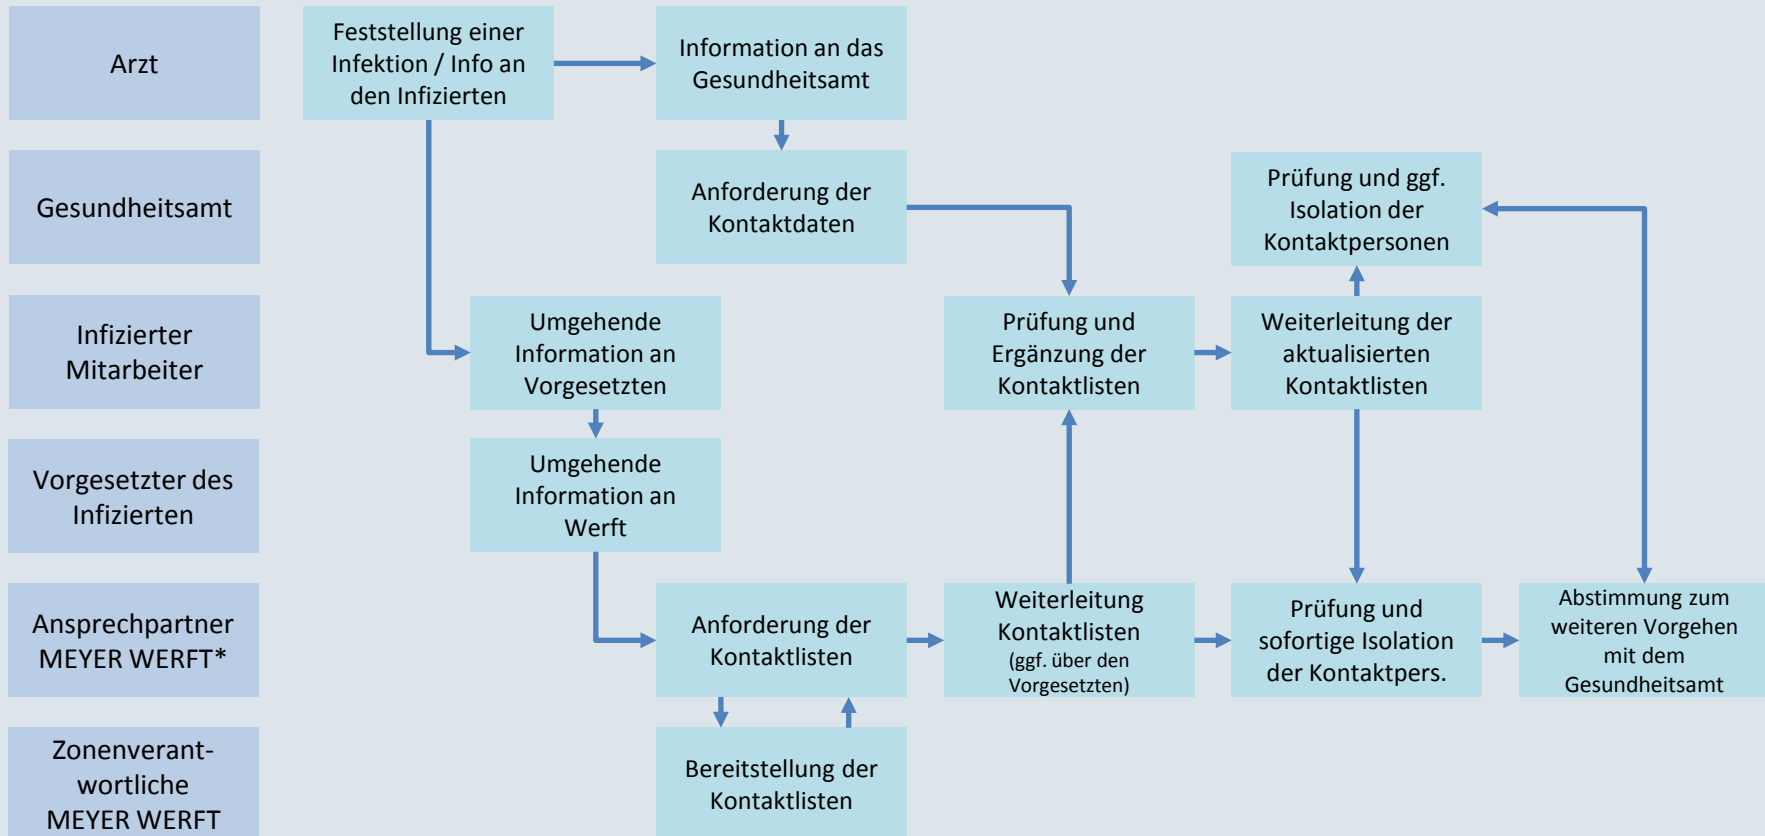 Arzt
Feststellung einer
Infektion / Info an
den Infizierten
Information an das
Gesundheitsamt
Gesundheitsamt
Anforderung der
Kontaktdaten
Prüfung und ggf.
Isolation der
Kontaktpersonen
Infizierter
Mitarbeiter
Umgehende
Information an
Vorgesetzten
Prüfung und
Ergänzung der
Kontaktlisten
Weiterleitung der
aktualisierten
Kontaktlisten
Vorgesetzter des
Infizierten
Umgehende
Information an
Werft
Ansprechpartner
MEYER WERFT*
Anforderung der
Kontaktlisten
Weiterleitung
Kontaktlisten
(ggf. über den
Vorgesetzten)
Prüfung und
sofortige Isolation
der Kontaktpers.
Abstimmung zum
weiteren Vorgehen
mit dem
Gesundheitsamt
Zonenverant-
wortliche
MEYER WERFT
Bereitstellung der
Kontaktlisten